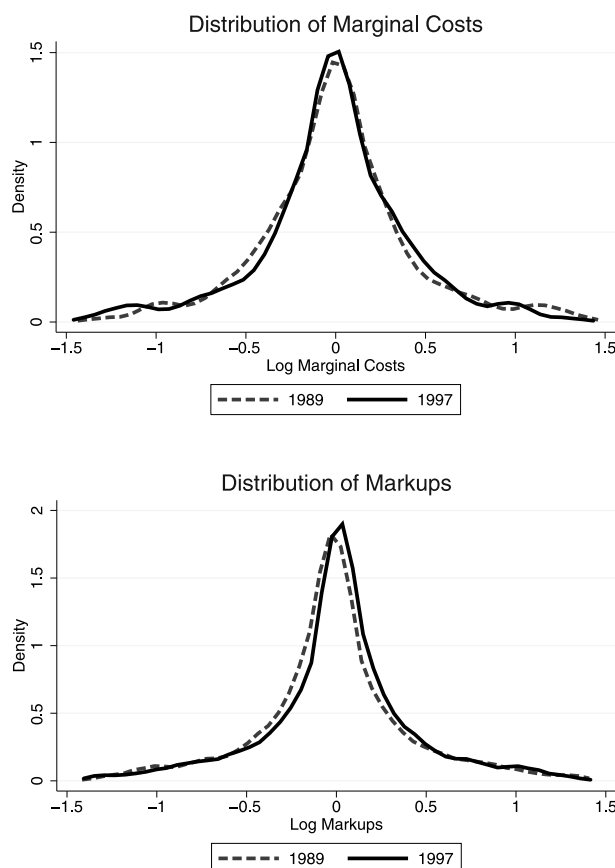 Distribution of Marginal Costs
1.5
1
0.5
0
Density
−1.5 −1 −0.5 0 0.5 1 1.5
Log Marginal Costs
1989 1997
Distribution of Markups
2
1.5
1
0.5
0
Density
−1.5 −1 −0.5 0 0.5 1 1.5
Log Markups
1989 1997